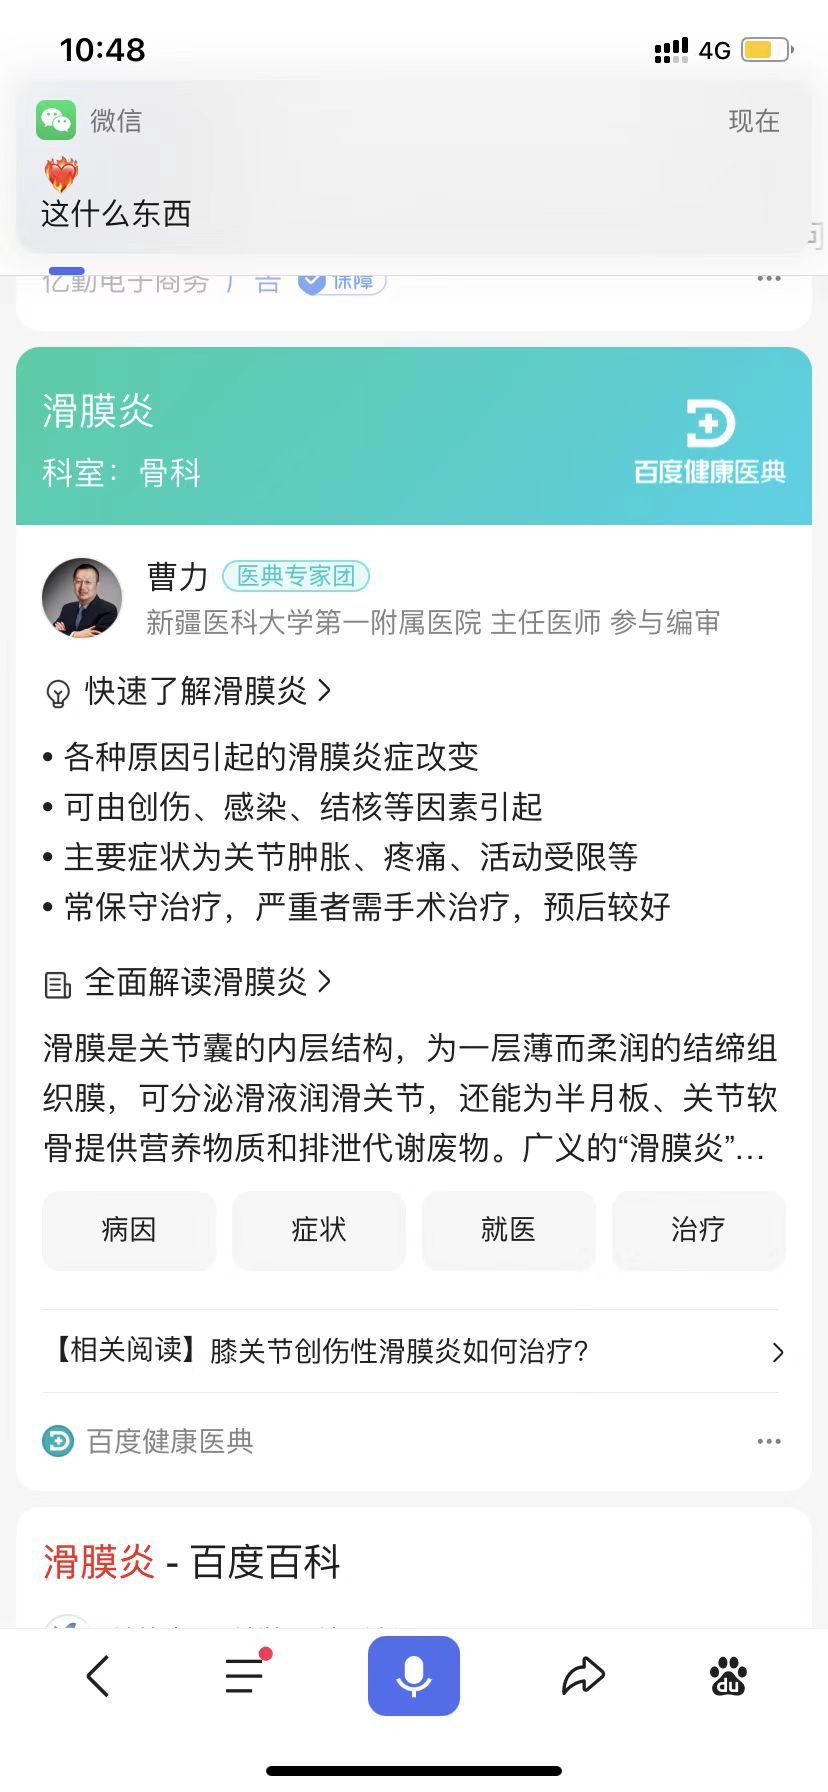 10:48
4G
微信
现在
这什么东西
亿勤电子商务 广告 保障
滑膜炎
科室：骨科
百度健康医典
曹力 医典专家团
新疆医科大学第一附属医院 主任医师 参与编审
快速了解滑膜炎
• 各种原因引起的滑膜炎症改变
• 可由创伤、感染、结核等因素引起
• 主要症状为关节肿胀、疼痛、活动受限等
• 常保守治疗，严重者需手术治疗，预后较好
全面解读滑膜炎
滑膜是关节囊的内层结构，为一层薄而柔润的结缔组
织膜，可分泌滑液润滑关节，还能为半月板、关节软
骨提供营养物质和排泄代谢废物。广义的“滑膜炎”...
病因
症状
就医
治疗
【相关阅读】膝关节创伤性滑膜炎如何治疗?
百度健康医典
滑膜炎 - 百度百科
du